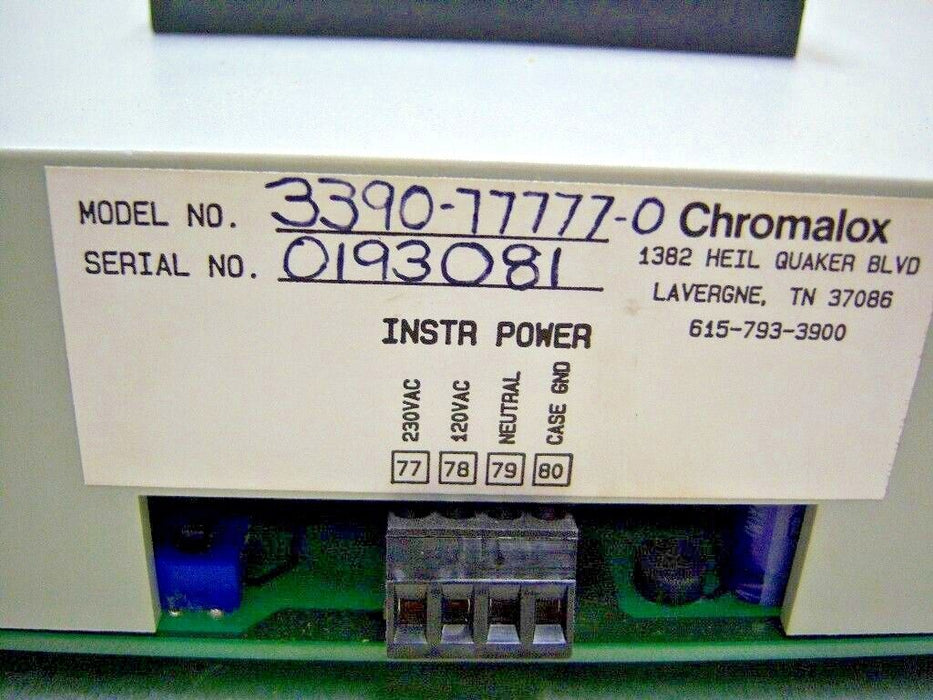 MODEL NO. 3390-77777-0 Chromalox
SERIAL NO. 0193081
1382 HEIL QUAKER BLVD
LAVERGNE, TN 37086
615-793-3900
INSTR POWER
230VAC 120VAC NEUTRAL CASE GND
77 78 79 80